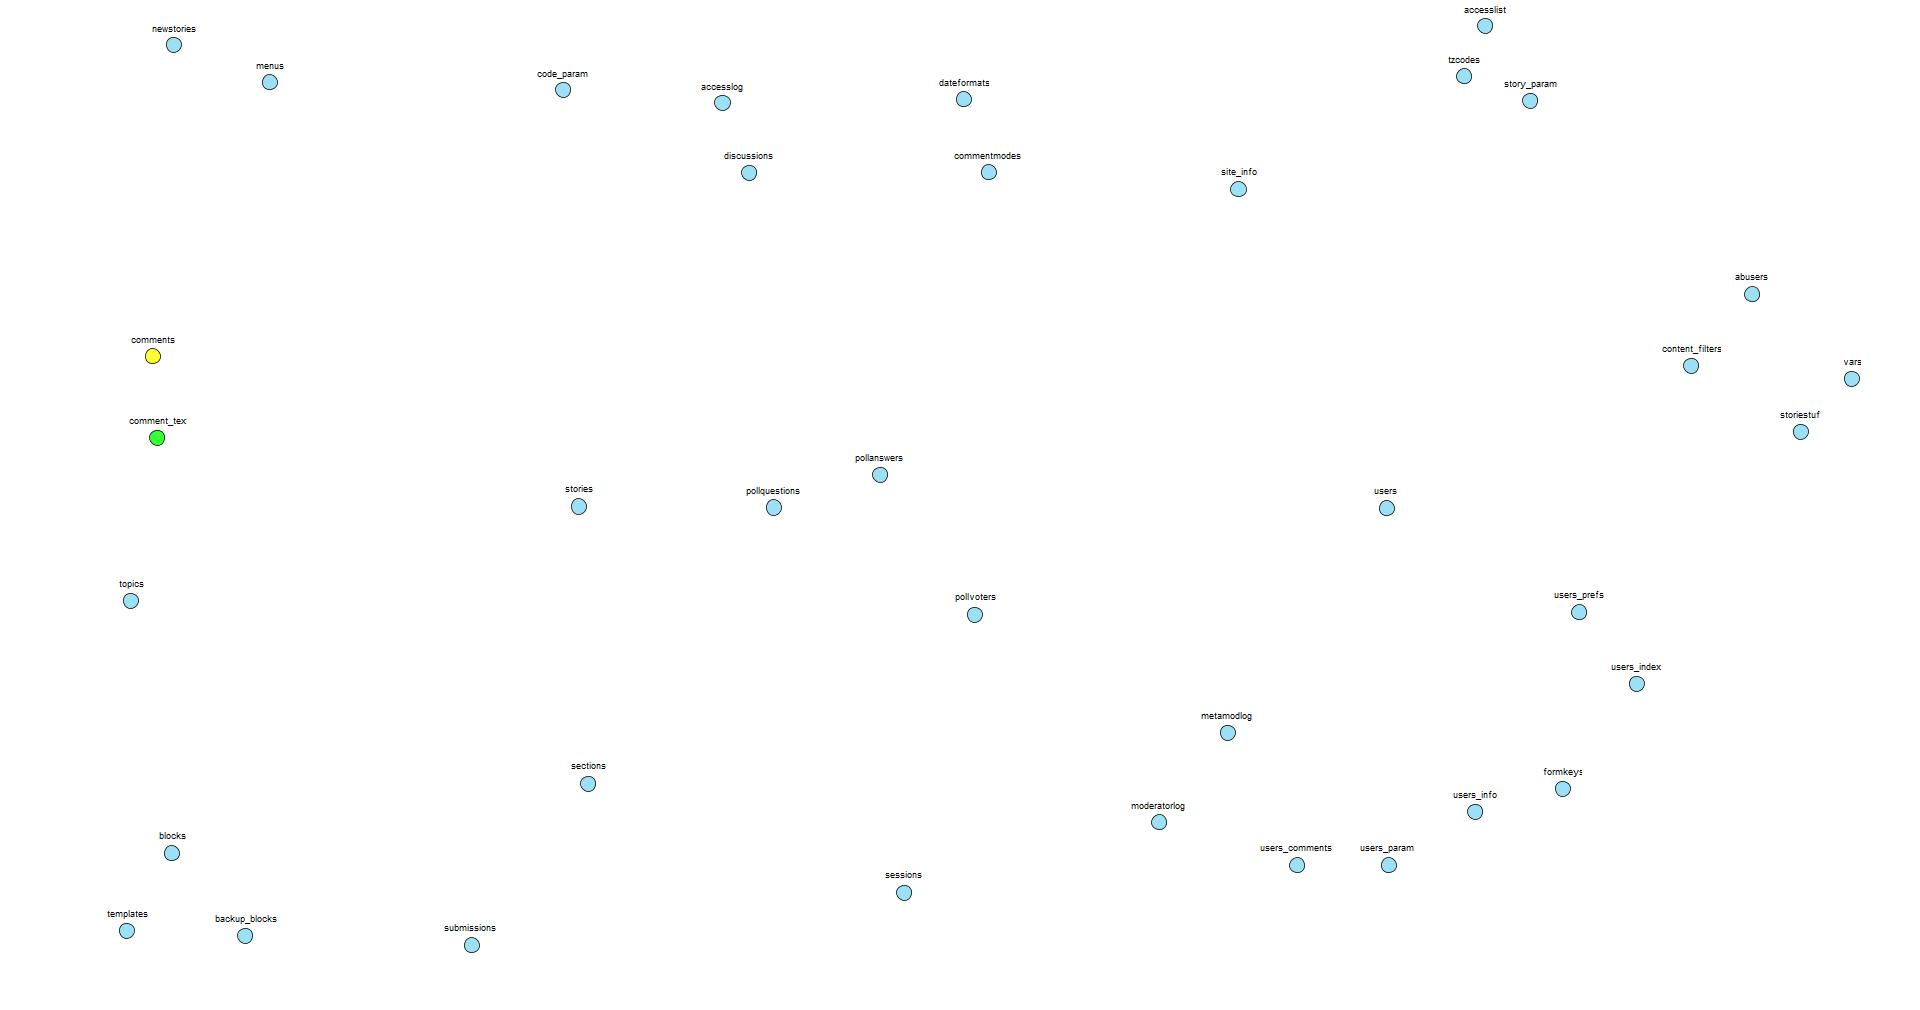 accesslist
newstories
tzcodes
menus
code_param
dateformats
story_param
accesslog
discussions
commentmodes
site_info
abusers
comments
content_filters
vars
storiestuf
comment_tex
pollanswers
stories
pollquestions
users
topics
users_prefs
pollvoters
users_index
metamodlog
sections
formkeys
users_info
moderatorlog
blocks
users_comments
users_param
sessions
templates
backup_blocks
submissions